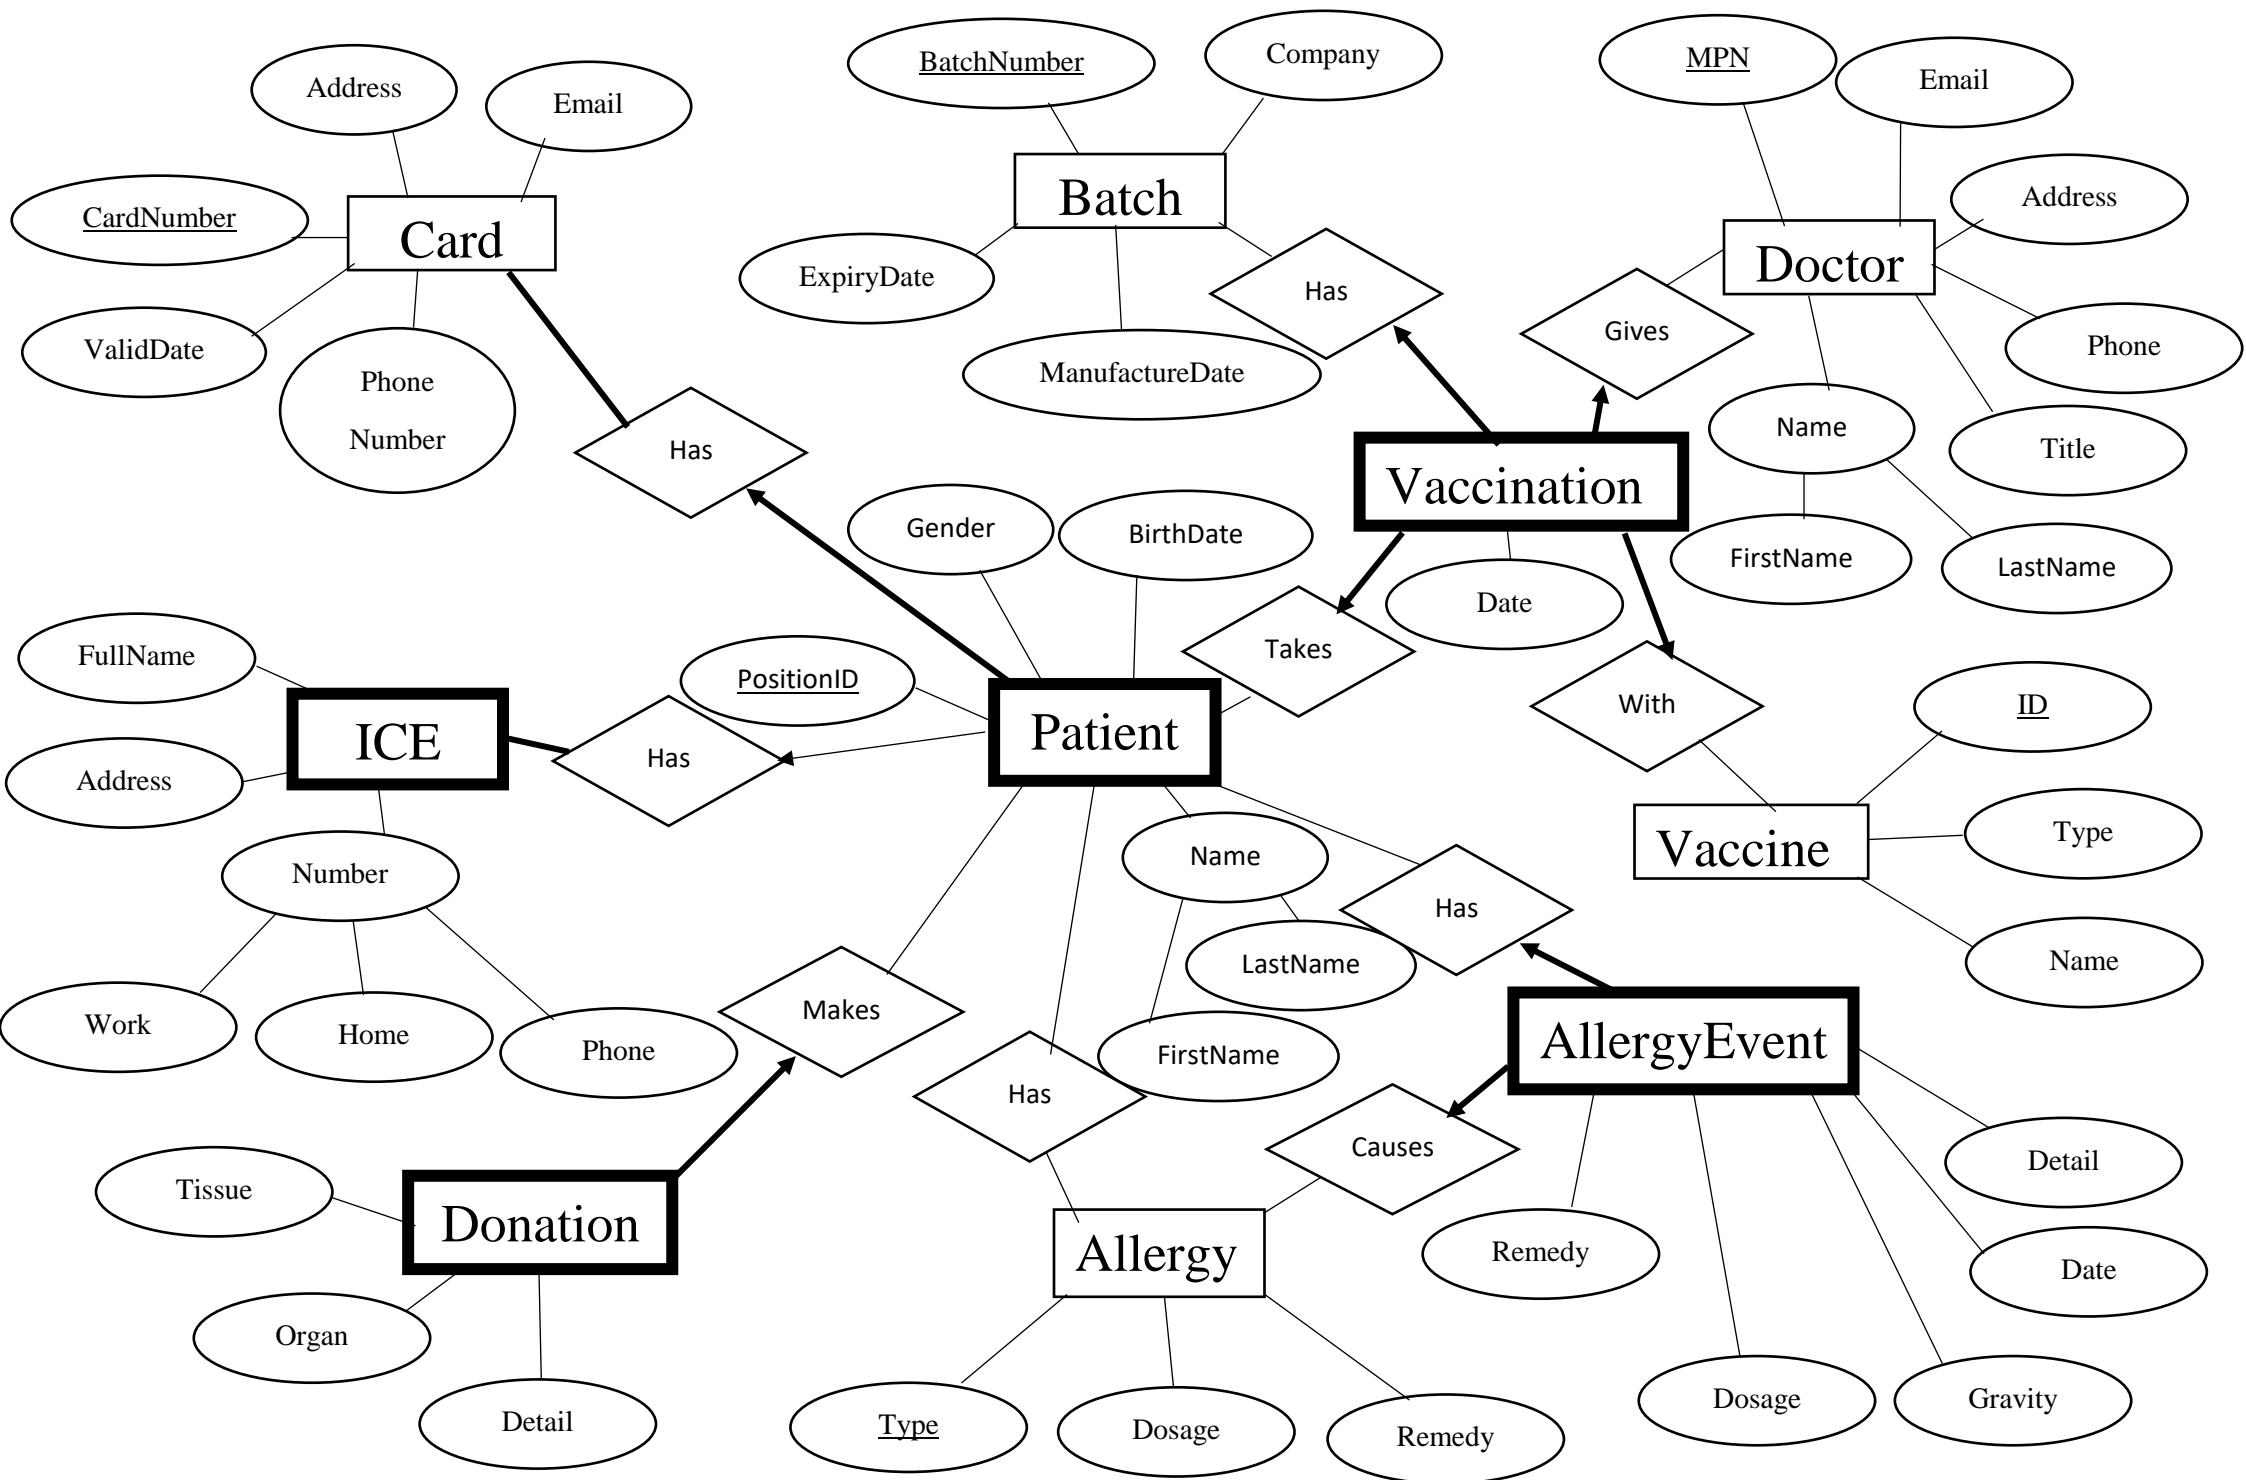 Address
Email
CardNumber
Card
ValidDate
Phone
Number
Has
BatchNumber
Company
Batch
ExpiryDate
ManufactureDate
Has
MPN
Email
Address
Doctor
Gives
Phone
Name
Title
FirstName
LastName
Vaccination
Date
Takes
With
ID
Type
Vaccine
Name
Gender
BirthDate
PositionID
Patient
FullName
ICE
Has
Address
Number
Work
Home
Phone
Name
LastName
FirstName
Has
Makes
Has
AllergyEvent
Causes
Detail
Date
Remedy
Dosage
Gravity
Tissue
Donation
Organ
Detail
Allergy
Type
Dosage
Remedy